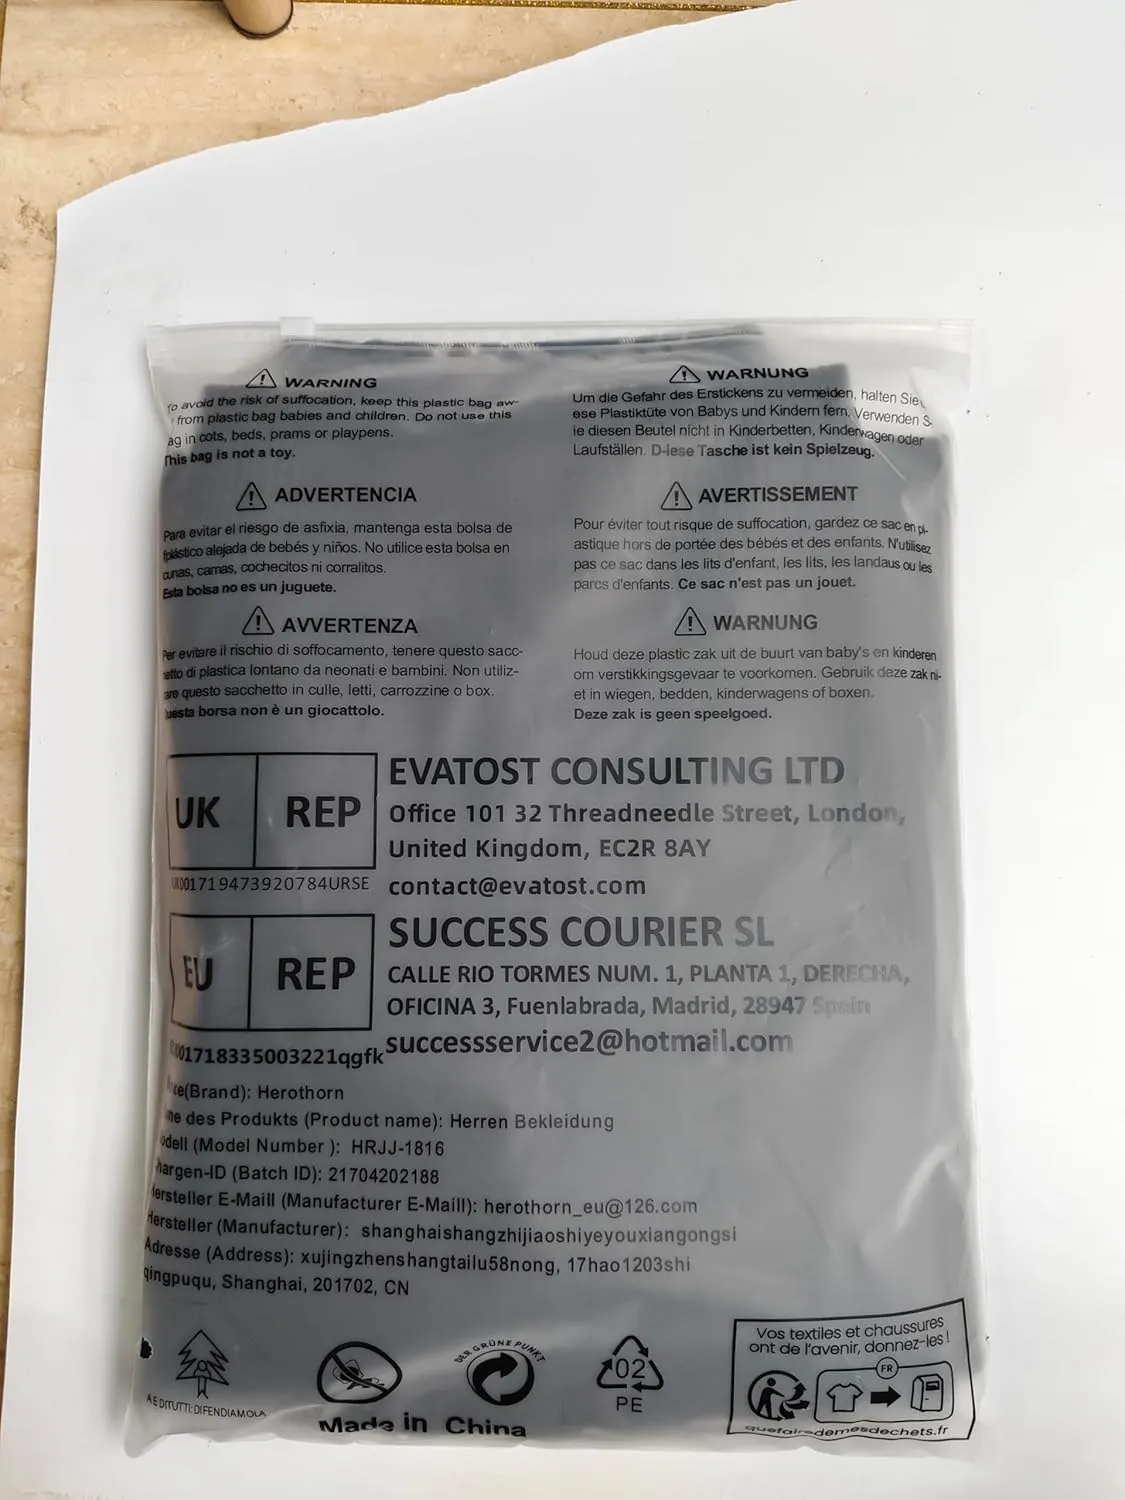 WARNING
To avoid the risk of suffocation, keep this plastic bag aw-
from plastic bag babies and children. Do not use this
ag in cots, beds, prams or playpens.
This bag is not a toy.
WARNUNG
Um die Gefahr des Erstickens zu vermeiden, halten Sie
ese Plastiktüte von Babys und Kindern fern. Verwenden S-
ie diesen Beutel nicht in Kinderbetten, Kinderwagen oder
Laufställen. D-iese Tasche ist kein Spielzeug.
ADVERTENCIA
Para evitar el riesgo de asfixia, mantenga esta bolsa de
plástico alejada de bebés y niños. No utilice esta bolsa en
cunas, camas, cochecitos ni corralitos.
Esta bolsa no es un juguete.
AVERTISSEMENT
Pour éviter tout risque de suffocation, gardez ce sac en pl-
astique hors de portée des bébés et des enfants. N'utilisez
pas ce sac dans les lits d'enfant, les lits, les landaus ou les
parcs d'enfants. Ce sac n'est pas un jouet.
AVVERTENZA
Per evitare il rischio di soffocamento, tenere questo sacc-
etto di plastica lontano da neonati e bambini. Non utiliz-
are questo sacchetto in culle, letti, carrozzine o box.
uesta borsa non è un giocattolo.
WARNUNG
Houd deze plastic zak uit de buurt van baby's en kinderen
om verstikkingsgevaar te voorkomen. Gebruik deze zak ni-
et in wiegen, bedden, kinderwagens of boxen.
Deze zak is geen speelgoed.
UK REP
UK001719473920784URSE
EVATOST CONSULTING LTD
Office 101 32 Threadneedle Street, London,
United Kingdom, EC2R 8AY
contact@evatost.com
EU REP
001718335003221qgfk
SUCCESS COURIER SL
CALLE RIO TORMES NUM. 1, PLANTA 1, DERECHA,
OFICINA 3, Fuenlabrada, Madrid, 28947 Spain
successservice2@hotmail.com
ke(Brand): Herothorn
me des Produkts (Product name): Herren Bekleidung
odell (Model Number ): HRJJ-1816
hargen-ID (Batch ID): 21704202188
Hersteller E-Maill (Manufacturer E-Maill): herothorn_eu@126.com
Hersteller (Manufacturer): shanghaishangzhijiaoshiyeyouxiangongsi
Adresse (Address): xujingzhenshangtailu58nong, 17hao1203shi
qingpuqu, Shanghai, 201702, CN
AEDITUTTI:DIFENDIAMOLA
Made in China
DER GRÜNE PUNKT
02
PE
Vos textiles et chaussures
ont de l'avenir, donnez-les !
FR
quefairedemesdechets.fr